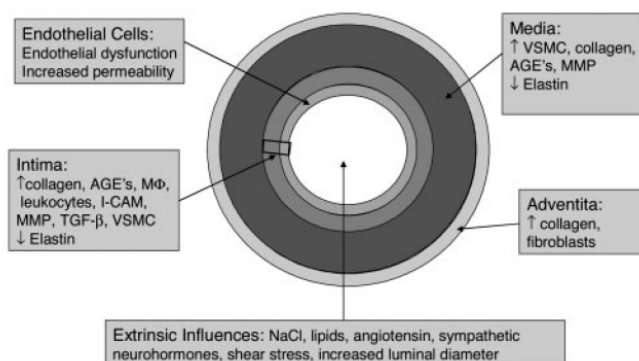 Endothelial Cells:
Endothelial dysfunction
Increased permeability
Media:
↑ VSMC, collagen,
AGE's, MMP
↓ Elastin
Intima:
↑collagen, AGE's, MΦ,
leukocytes, I-CAM,
MMP, TGF-β, VSMC
↓ Elastin
Adventita:
↑ collagen,
fibroblasts
Extrinsic Influences: NaCl, lipids, angiotensin, sympathetic
neurohormones, shear stress, increased luminal diameter